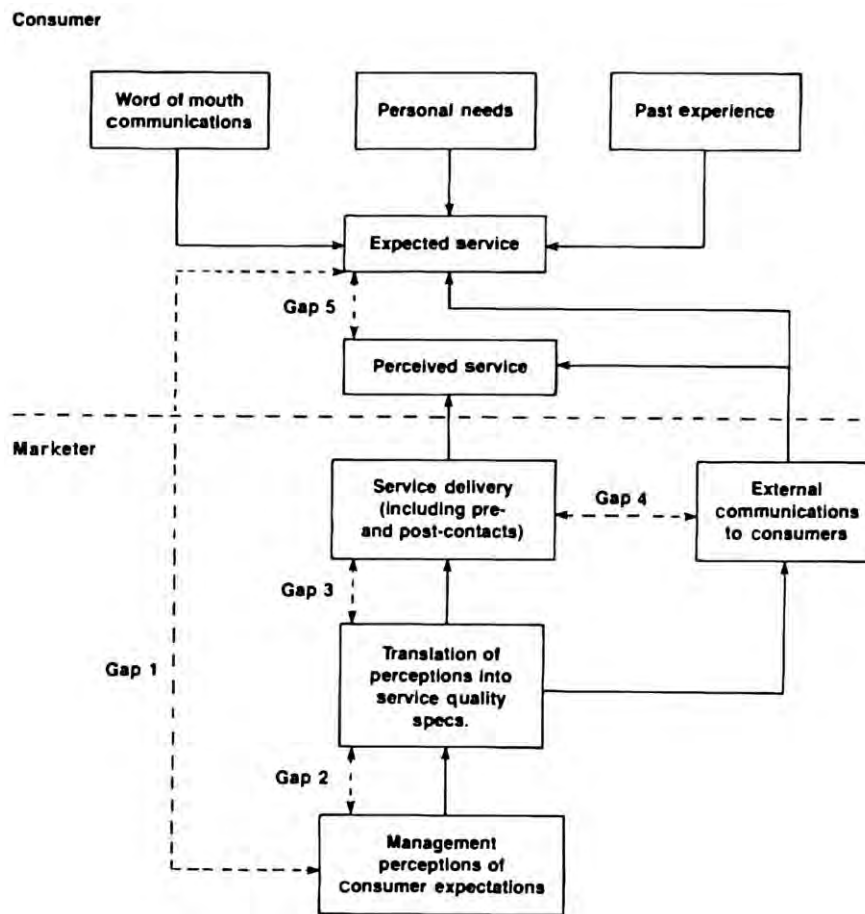 Consumer
Word of mouth
communications
Personal needs
Past experience
Expected service
Gap 5
Perceived service
Marketer
Service delivery
(including pre-
and post-contacts)
Gap 4
External
communications
to consumers
Gap 3
Translation of
perceptions into
service quality
specs.
Gap 1
Gap 2
Management
perceptions of
Consumer expectations